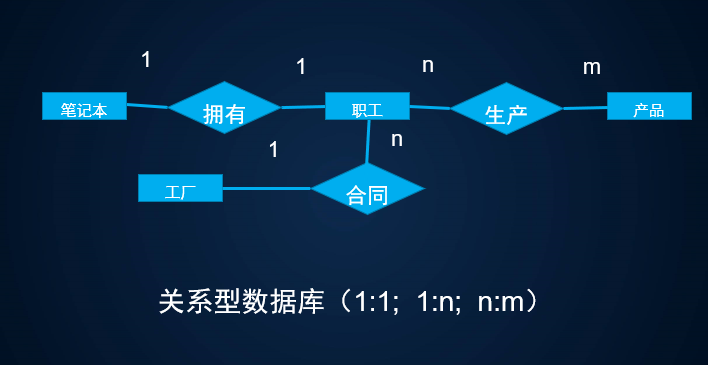 1 1 n m
笔记本 拥有 职工 生产 产品
1 n
工厂 合同
关系型数据库（1:1; 1:n; n:m）